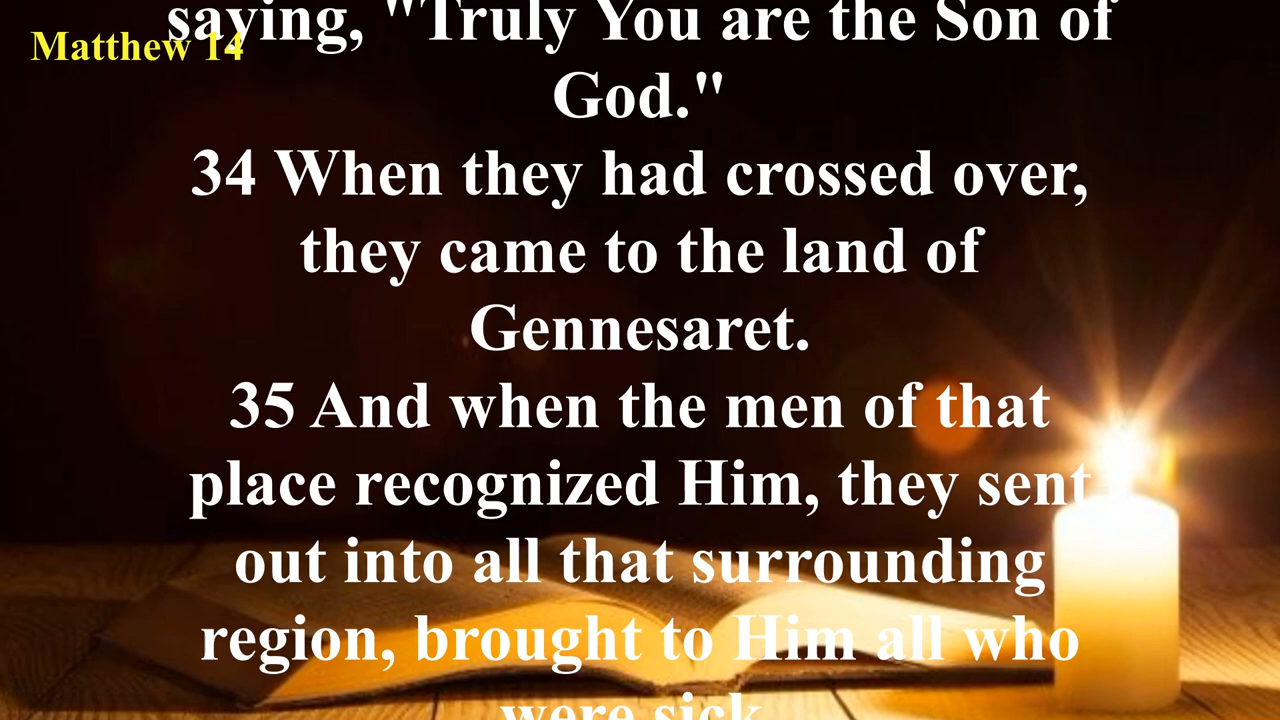 Matthew 14
saying, "Truly You are the Son of
God."
34 When they had crossed over,
they came to the land of
Gennesaret.
35 And when the men of that
place recognized Him, they sent
out into all that surrounding
region, brought to Him all who
were sick